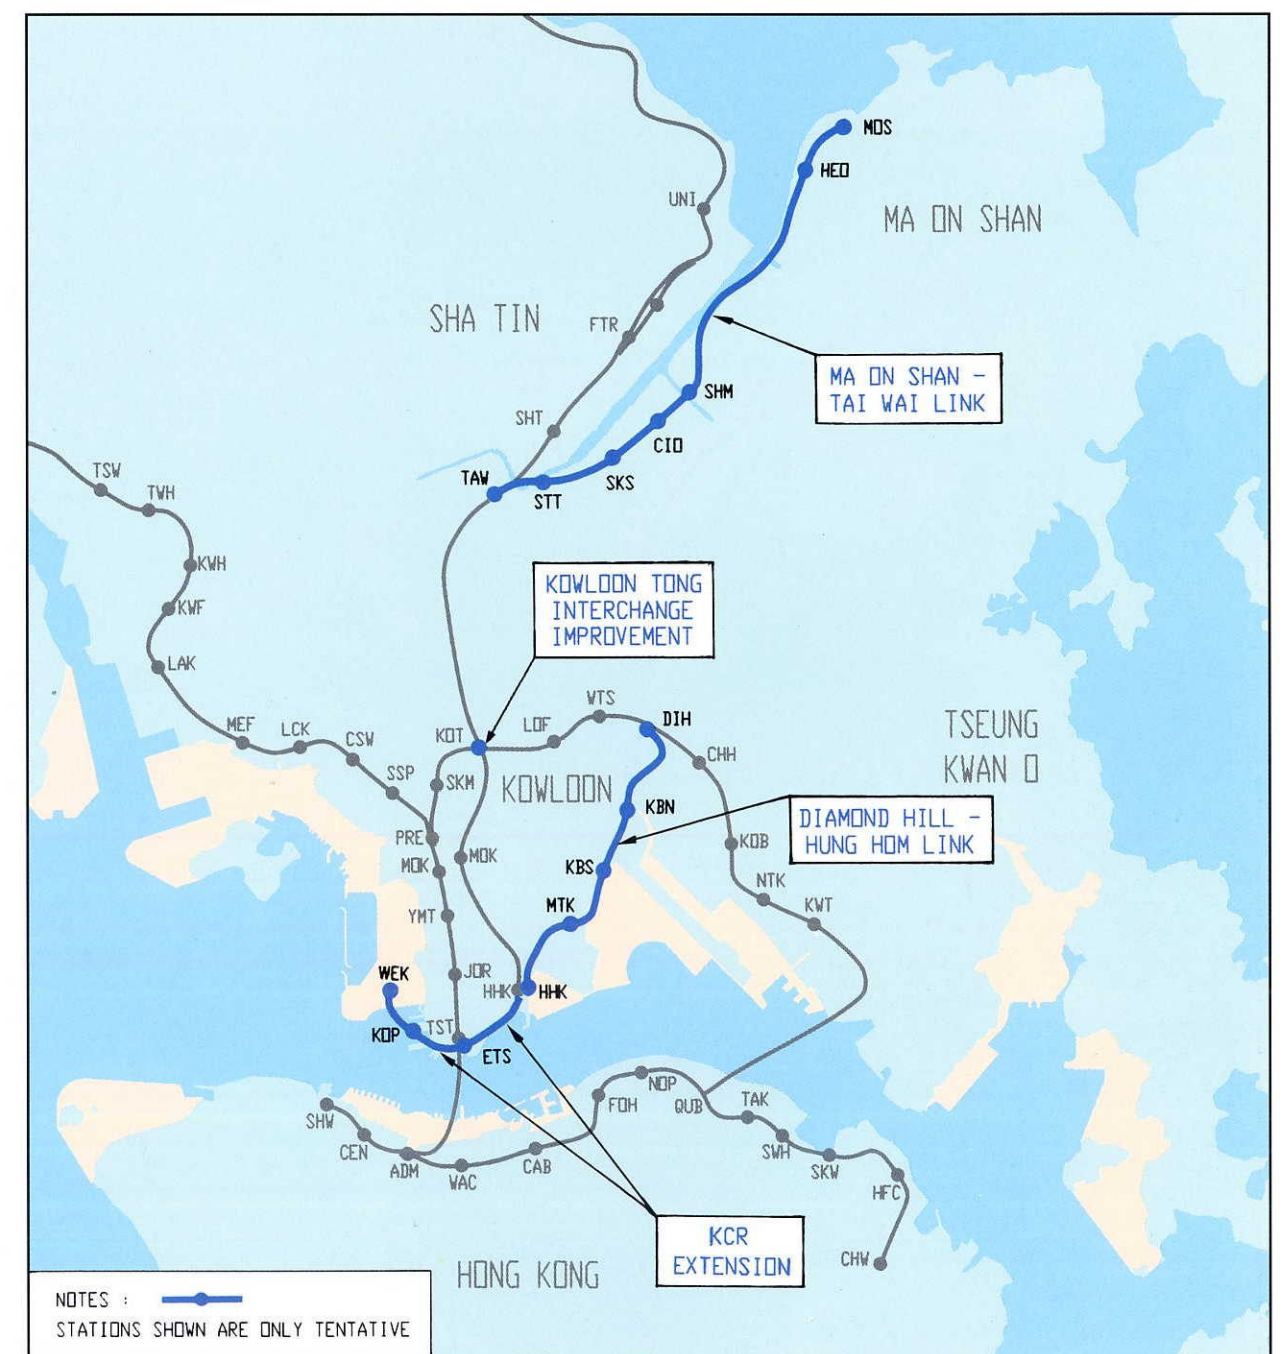 MOS
HEO
UNI
MA ON SHAN
SHA TIN
FTR
MA ON SHAN -
TAI WAI LINK
SHM
SHT
CIO
TSW
TAW
SKS
TWH
STT
KWH
KOWLOON TONG
INTERCHANGE
IMPROVEMENT
KWF
LAK
WTS
DIH
MEF
LCK
LOF
TSEUNG
KWAN O
CSW
KOT
CHH
SSP
SKM
KOWLOON
KBN
DIAMOND HILL -
HUNG HOM LINK
PRE
MOK
MOK
KOB
KBS
NTK
YMT
MTK
KWT
WEK
JOR
HHK
HHK
KOP
TST
ETS
NOP
FOH
QUB
TAK
SHW
CEN
ADM
WAC
CAB
SWH
SKW
HFC
KCR
EXTENSION
CHW
HONG KONG
NOTES :
STATIONS SHOWN ARE ONLY TENTATIVE